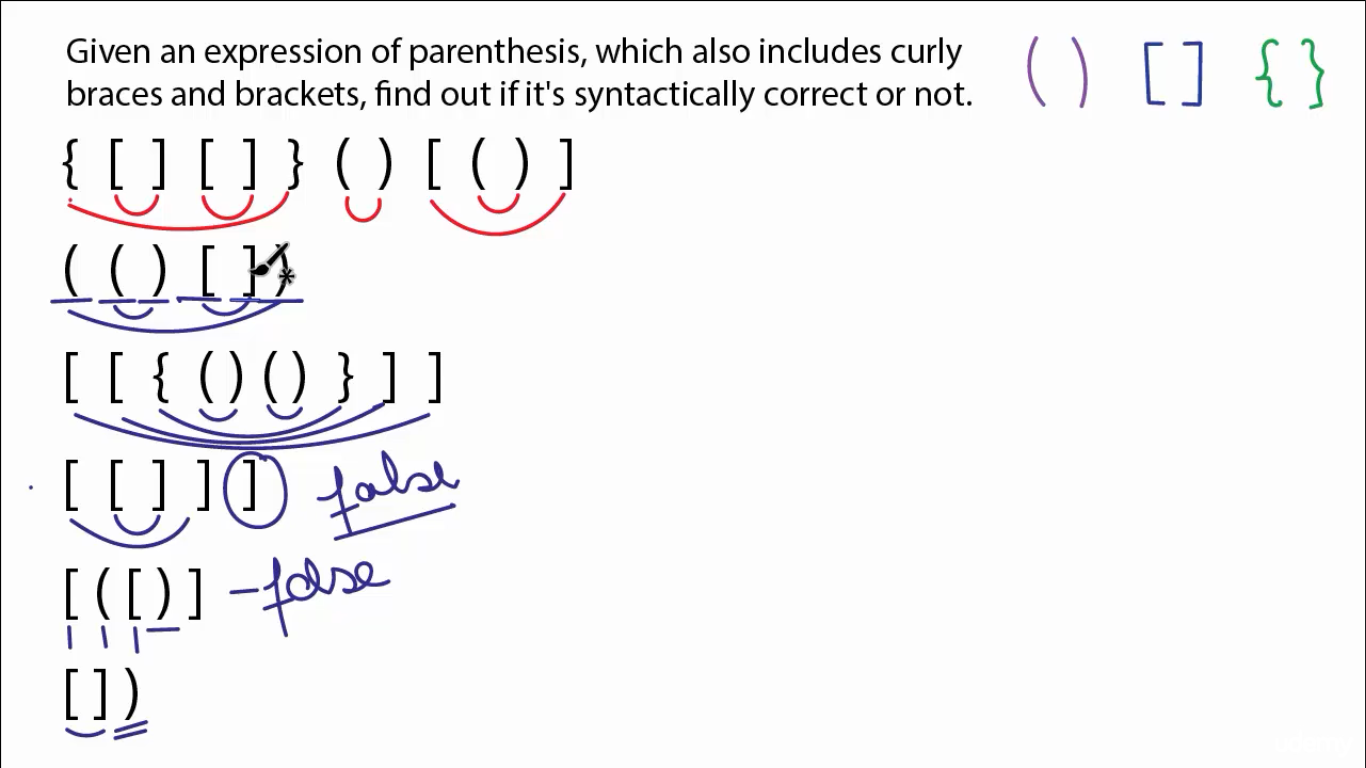 Given an expression of parenthesis, which also includes curly ( ) [ ] { }
braces and brackets, find out if it's syntactically correct or not.
{ [ ] [ ] } ( ) [ ( ) ]
( ( ) [ ] )
[ [ { ( ) ( ) } ] ]
[ [ ] ] ] false
[ ( [ ) ] - false
[ ] )
udemy